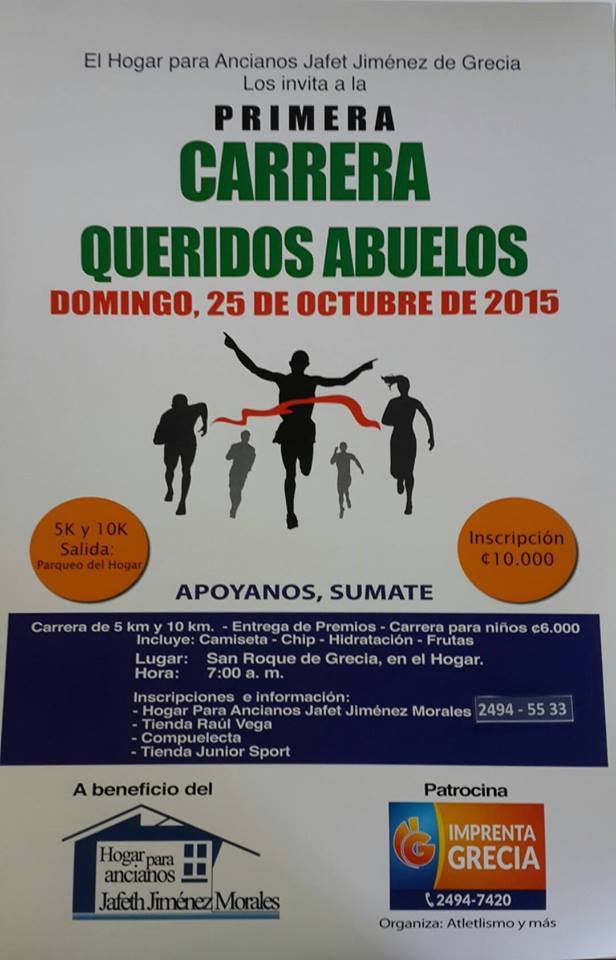 El Hogar para Ancianos Jafet Jiménez de Grecia
Los invita a la
PRIMERA
CARRERA
QUERIDOS ABUELOS
DOMINGO, 25 DE OCTUBRE DE 2015
5K y 10K
Salida:
Parqueo del Hogar
Inscripción
¢10.000
APOYANOS, SUMATE
Carrera de 5 km y 10 km. - Entrega de Premios - Carrera para niños ¢6.000
Incluye: Camiseta - Chip - Hidratación - Frutas
Lugar: San Roque de Grecia, en el Hogar.
Hora: 7:00 a. m.
Inscripciones e información:
- Hogar Para Ancianos Jafet Jiménez Morales 2494 - 55 33
- Tienda Raúl Vega
- Compuelecta
- Tienda Junior Sport
A beneficio del
Hogar para
ancianos
Jafeth Jiménez Morales
Patrocina
IMPRENTA
GRECIA
2494-7420
Organiza: Atletlismo y más